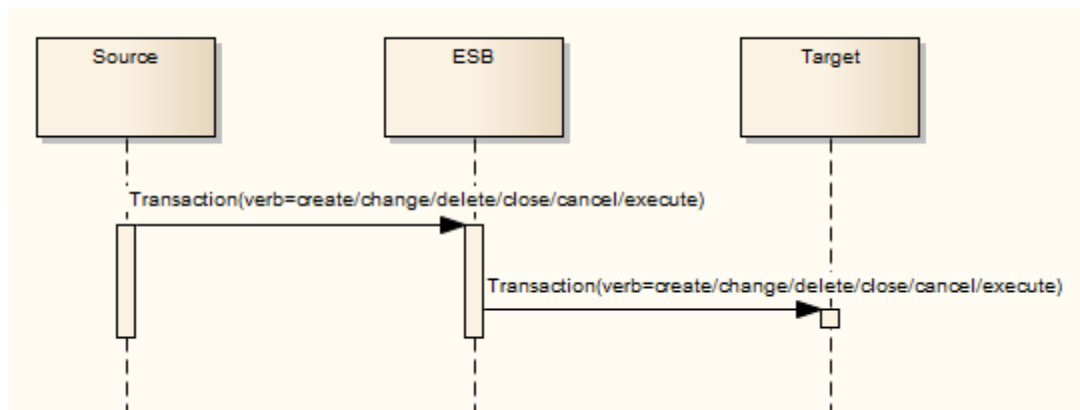 Source
ESB
Target
Transaction(verb=create/change/delete/close/cancel/execute)
Transaction(verb=create/change/delete/close/cancel/execute)